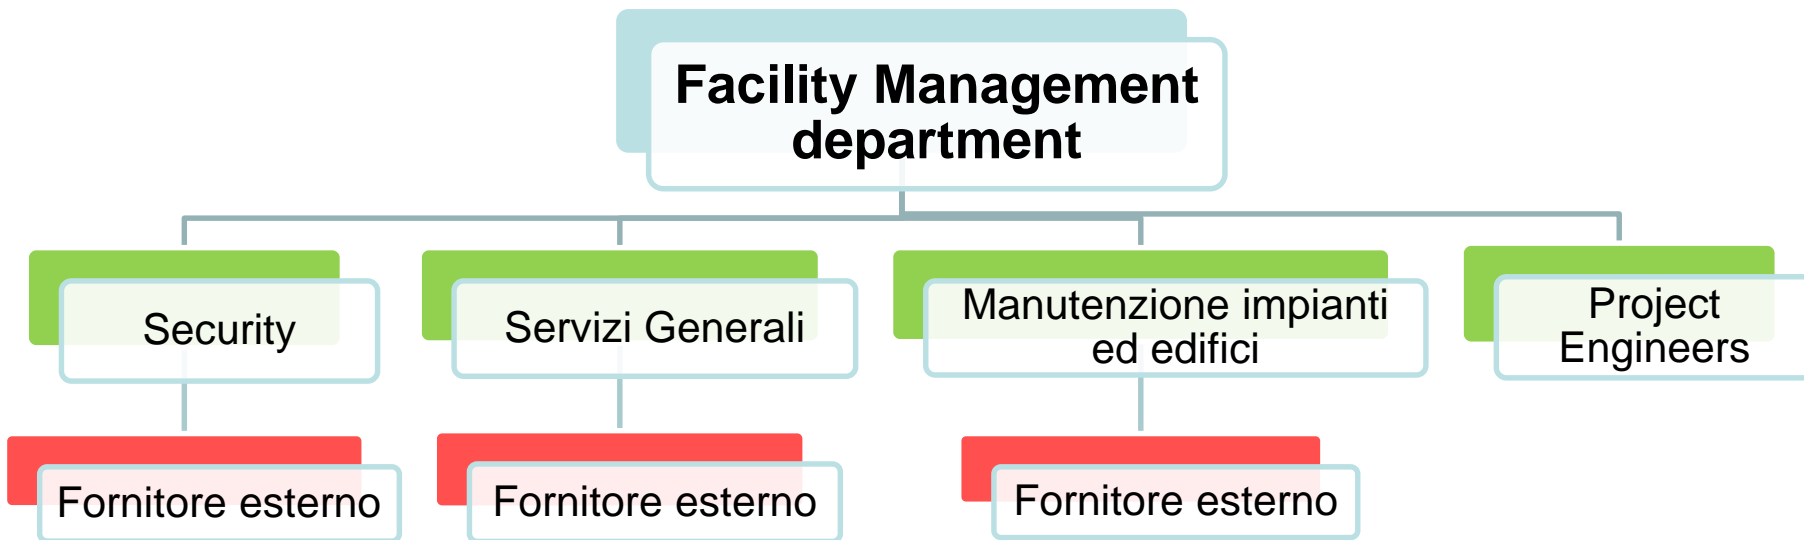 Facility Management
department
Security
Servizi Generali
Manutenzione impianti
ed edifici
Project
Engineers
Fornitore esterno
Fornitore esterno
Fornitore esterno